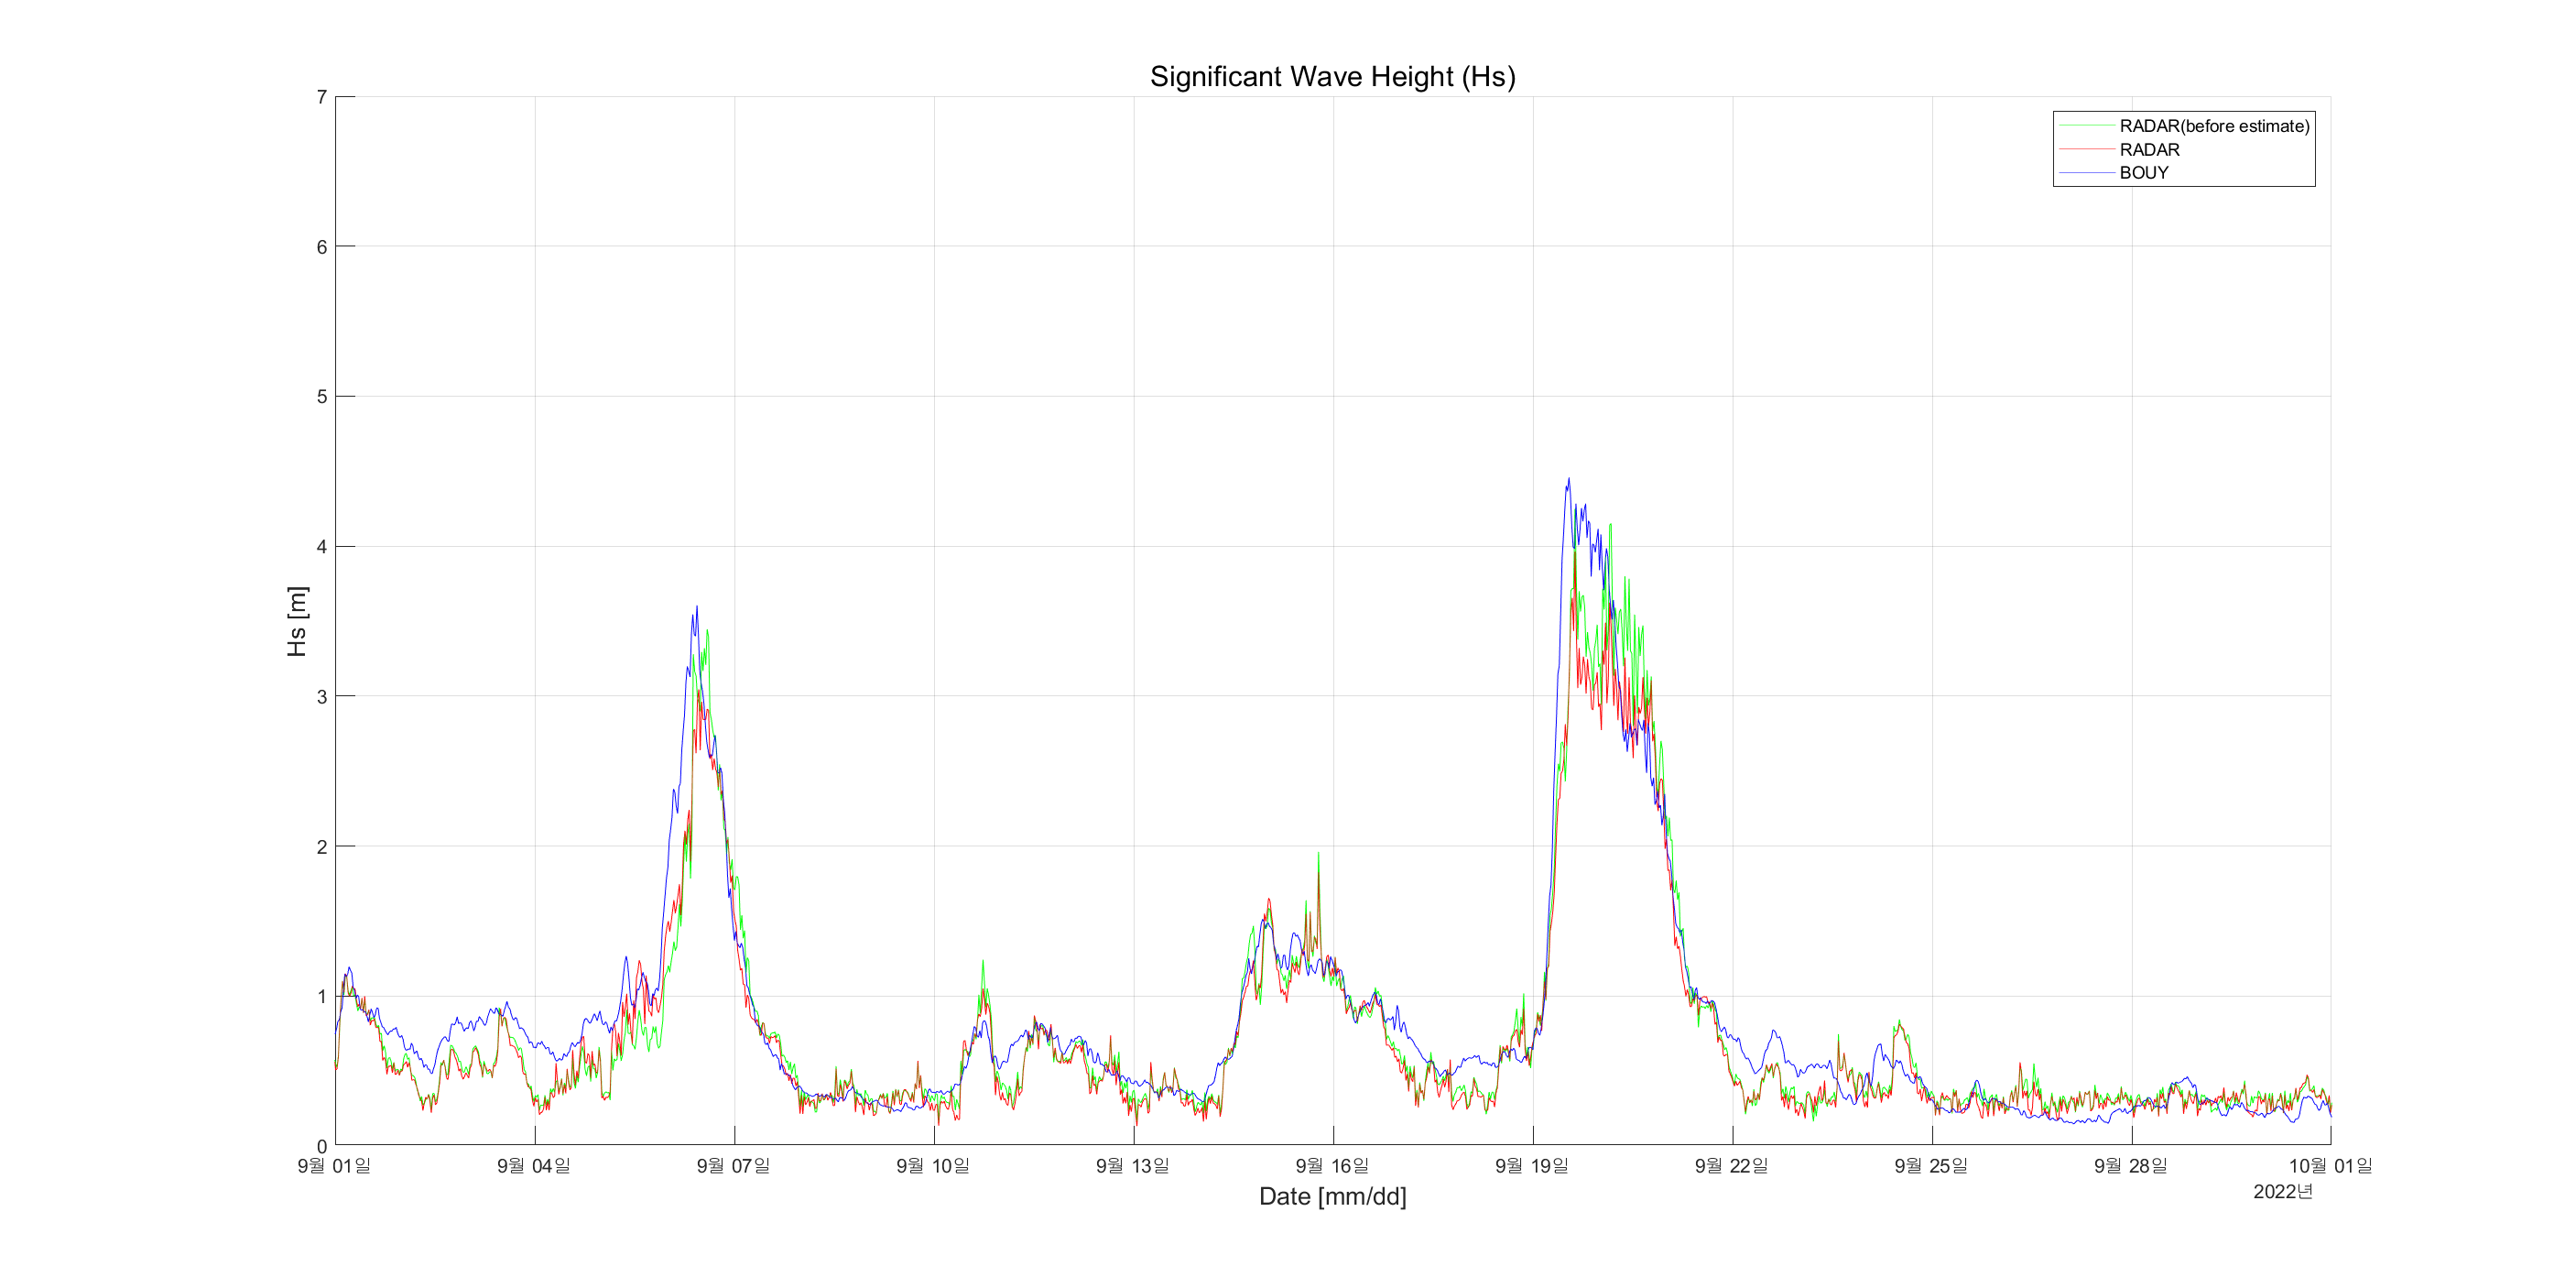 Significant Wave Height (Hs)
RADAR(before estimate)
RADAR
BOUY
7
6
5
4
3
2
1
0
Hs [m]
9월 01일
9월 04일
9월 07일
9월 10일
9월 13일
9월 16일
9월 19일
9월 22일
9월 25일
9월 28일
10월 01일
2022년
Date [mm/dd]